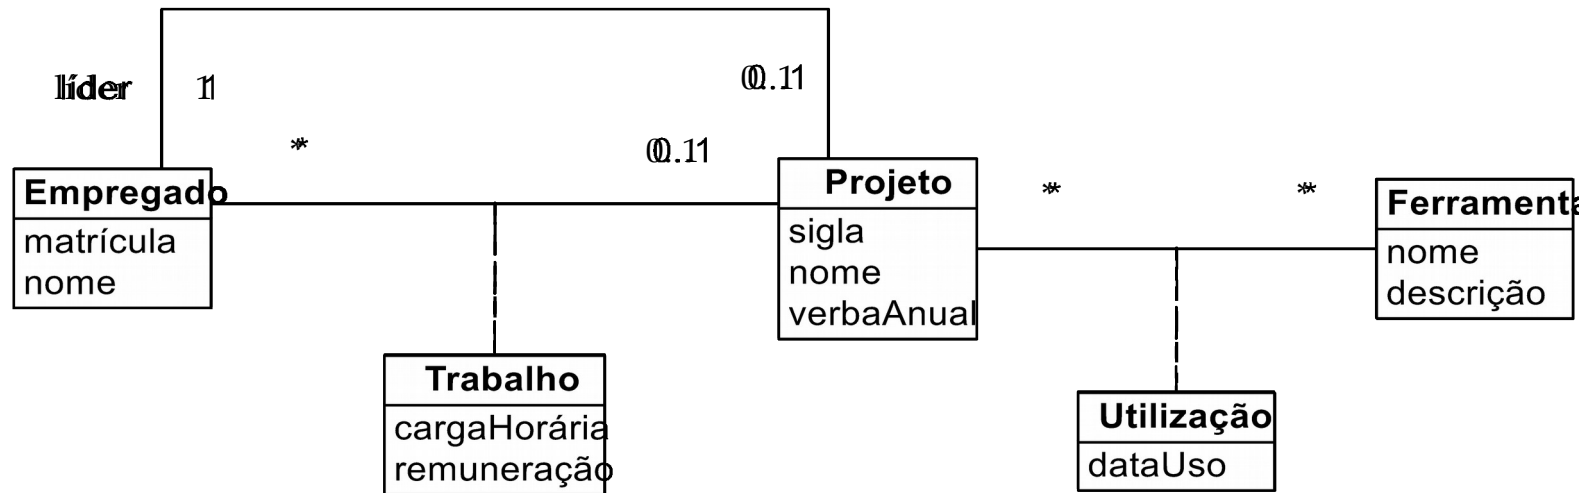 líder
1
0..1
*
0..1
Empregado
matrícula
nome
Projeto
sigla
nome
verbaAnual
*
*
Ferramenta
nome
descrição
Trabalho
cargaHorária
remuneração
Utilização
dataUso